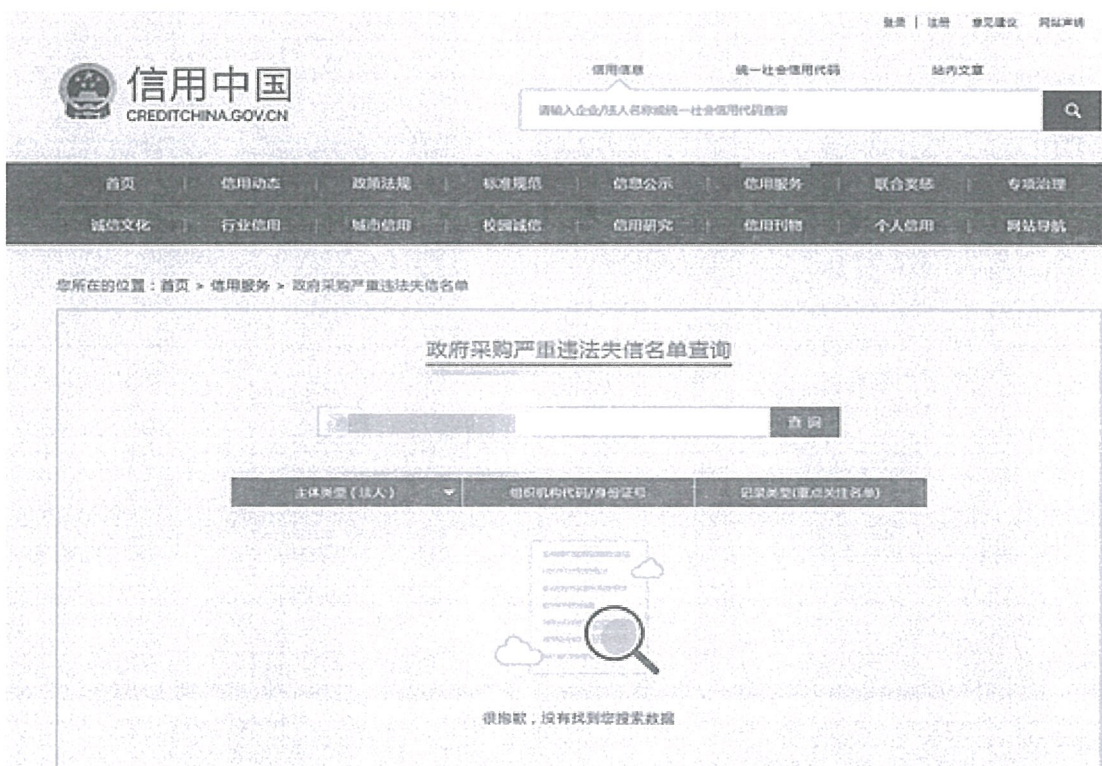 登录 | 注册 意见建议 网站声明
信用中国
CREDITCHINA.GOV.CN
信用信息 统一社会信用代码 站内文章
请输入企业/法人名称或统一社会信用代码查询
首页 | 信用动态 | 政策法规 | 标准规范 | 信息公示 | 信用服务 | 联合奖惩 | 专项治理
诚信文化 | 行业信用 | 城市信用 | 校园诚信 | 信用研究 | 信用刊物 | 个人信用 | 网站导航
您所在的位置：首页 > 信用服务 > 政府采购严重违法失信名单
政府采购严重违法失信名单查询
查 询
主体类型（法人） 组织机构代码/身份证号 记录类型(重点关注名单)
很抱歉，没有找到您搜索数据